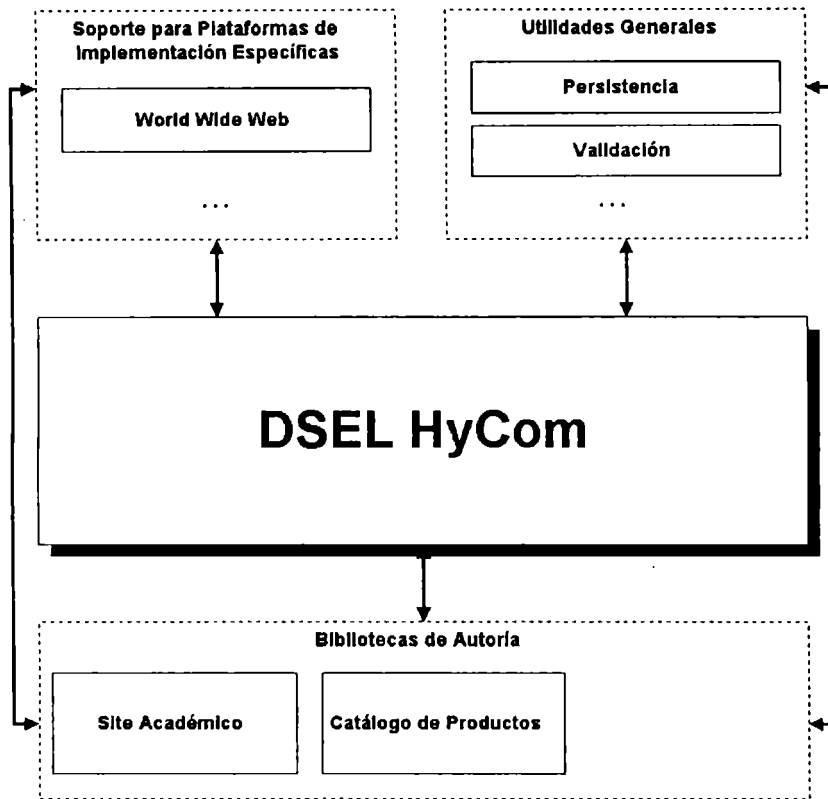 Soporte para Plataformas de
Implementación Específicas
World Wide Web
...
Utilidades Generales
Persistencia
Validación
...
DSEL HyCom
Bibliotecas de Autoría
Site Académico
Catálogo de Productos